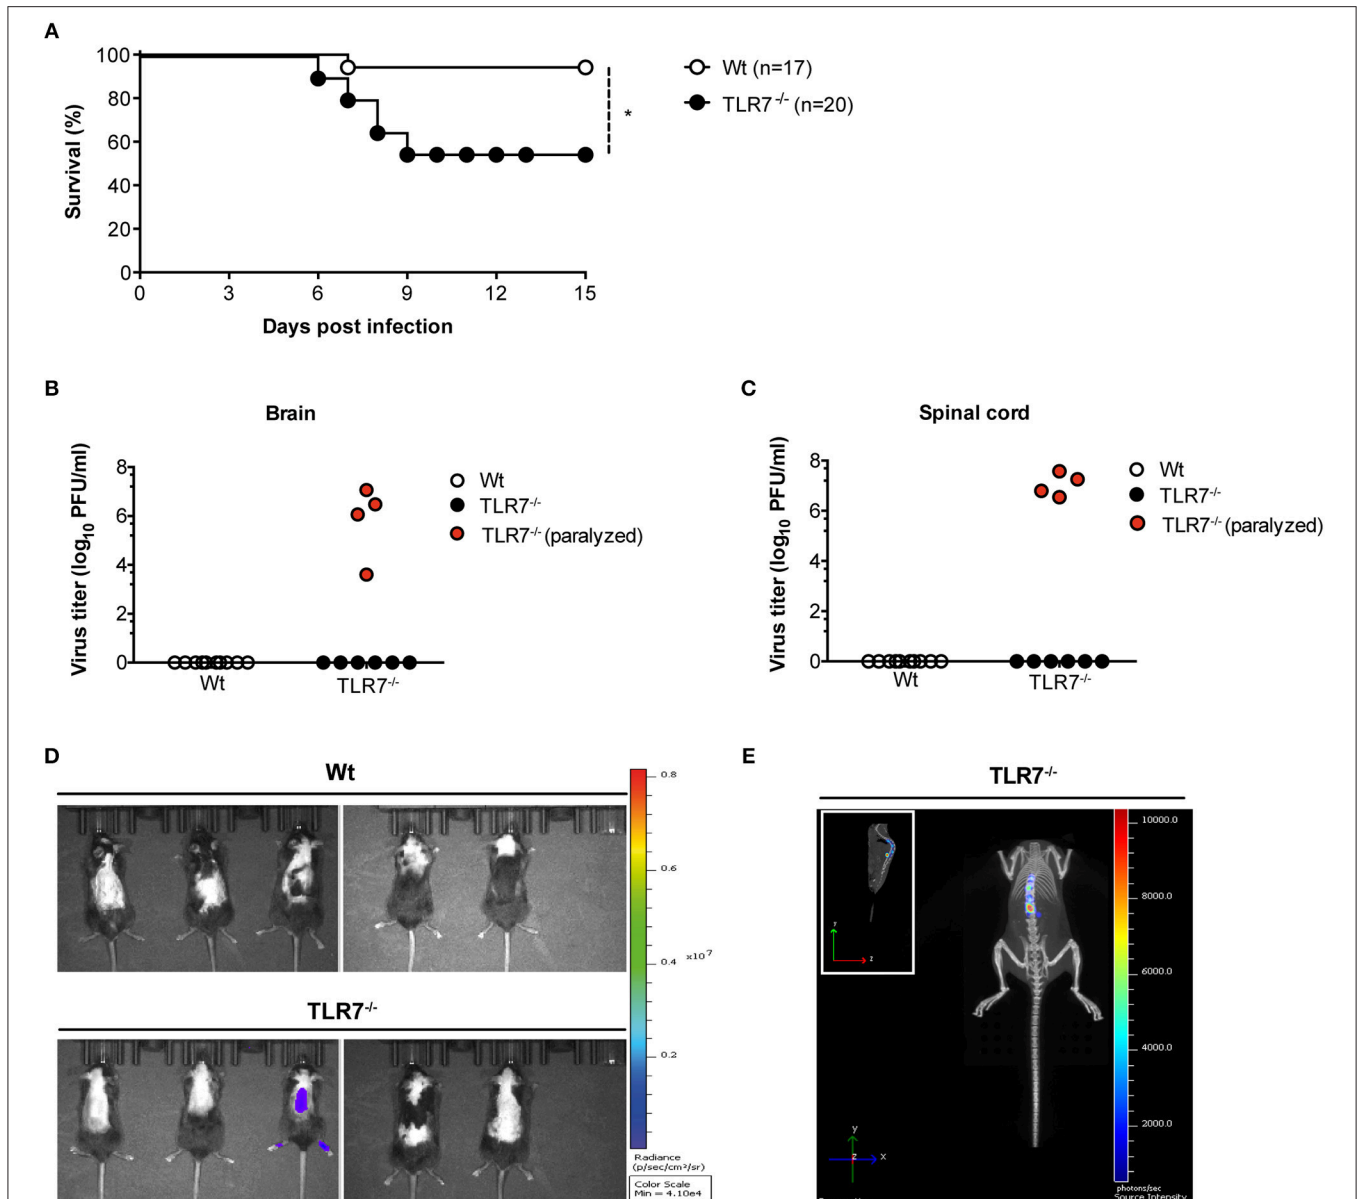 A
100
80
60
40
20
0
Survival (%)
0 3 6 9 12 15
Days post infection
Wt (n=17)
TLR7-/- (n=20)
*
B
Brain
Virus titer (log10 PFU/ml)
8
6
4
2
0
Wt
TLR7-/-
Wt
TLR7-/-
TLR7-/- (paralyzed)
C
Spinal cord
Virus titer (log10 PFU/ml)
8
6
4
2
0
Wt
TLR7-/-
Wt
TLR7-/-
TLR7-/- (paralyzed)
D
Wt
TLR7-/-
0.8
0.6
0.4
x10 7
0.2
Radiance
(p/sec/cm²/sr)
Color Scale
Min = 4.10e4
E
TLR7-/-
Y
z
10000.0
8000.0
6000.0
4000.0
2000.0
photons/sec
Source Intensity
y
z
x